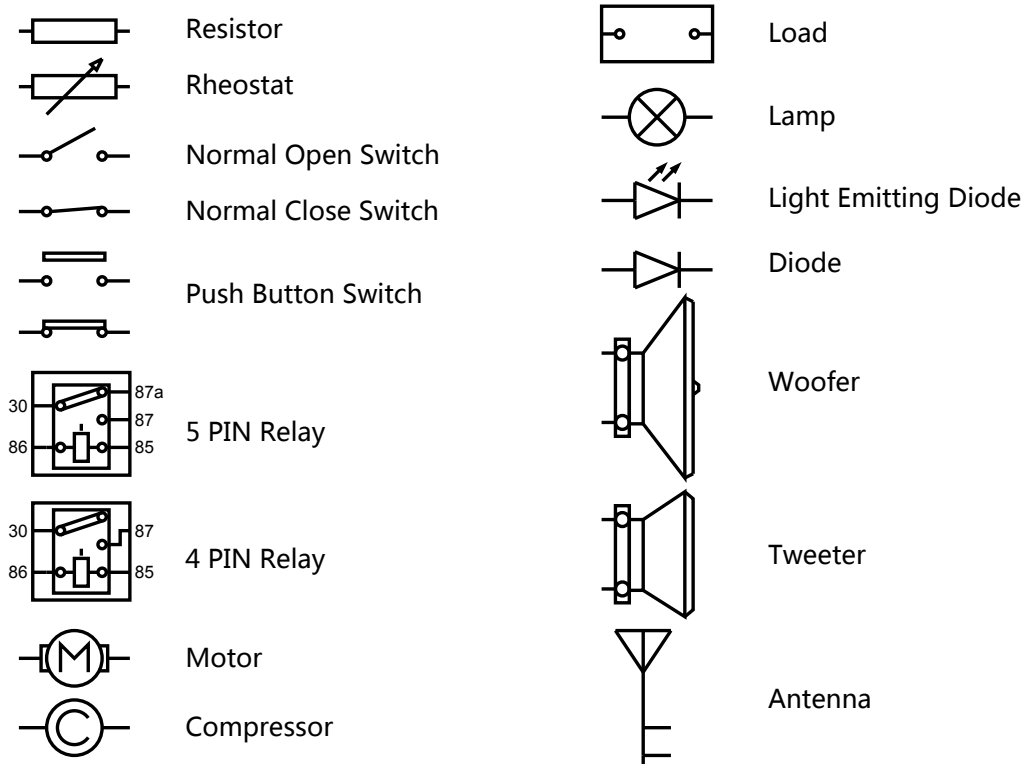 Resistor
Rheostat
Normal Open Switch
Normal Close Switch
Push Button Switch
30
87a
87
86
85
5 PIN Relay
30
87
86
85
4 PIN Relay
M
Motor
C
Compressor
Load
Lamp
Light Emitting Diode
Diode
Woofer
Tweeter
Antenna